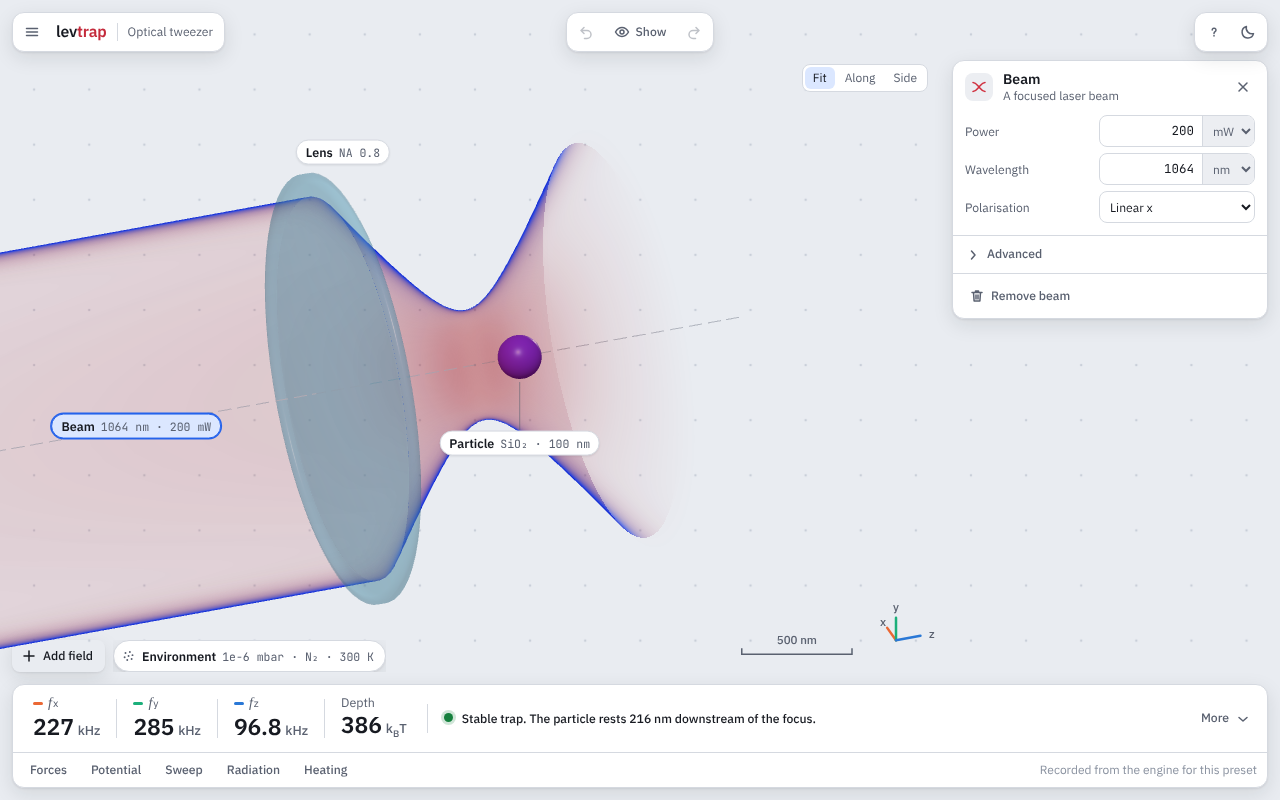 levtrap Optical tweezer
Show
?
Fit Along Side
Beam
A focused laser beam
Power 200 mW
Wavelength 1064 nm
Polarisation Linear x
Advanced
Remove beam
Lens NA 0.8
Beam 1064 nm · 200 mW
Particle SiO₂ · 100 nm
500 nm
x y z
+ Add field
Environment 1e-6 mbar · N₂ · 300 K
fx 227 kHz
fy 285 kHz
fz 96.8 kHz
Depth 386 kBT
Stable trap. The particle rests 216 nm downstream of the focus.
More
Forces Potential Sweep Radiation Heating
Recorded from the engine for this preset